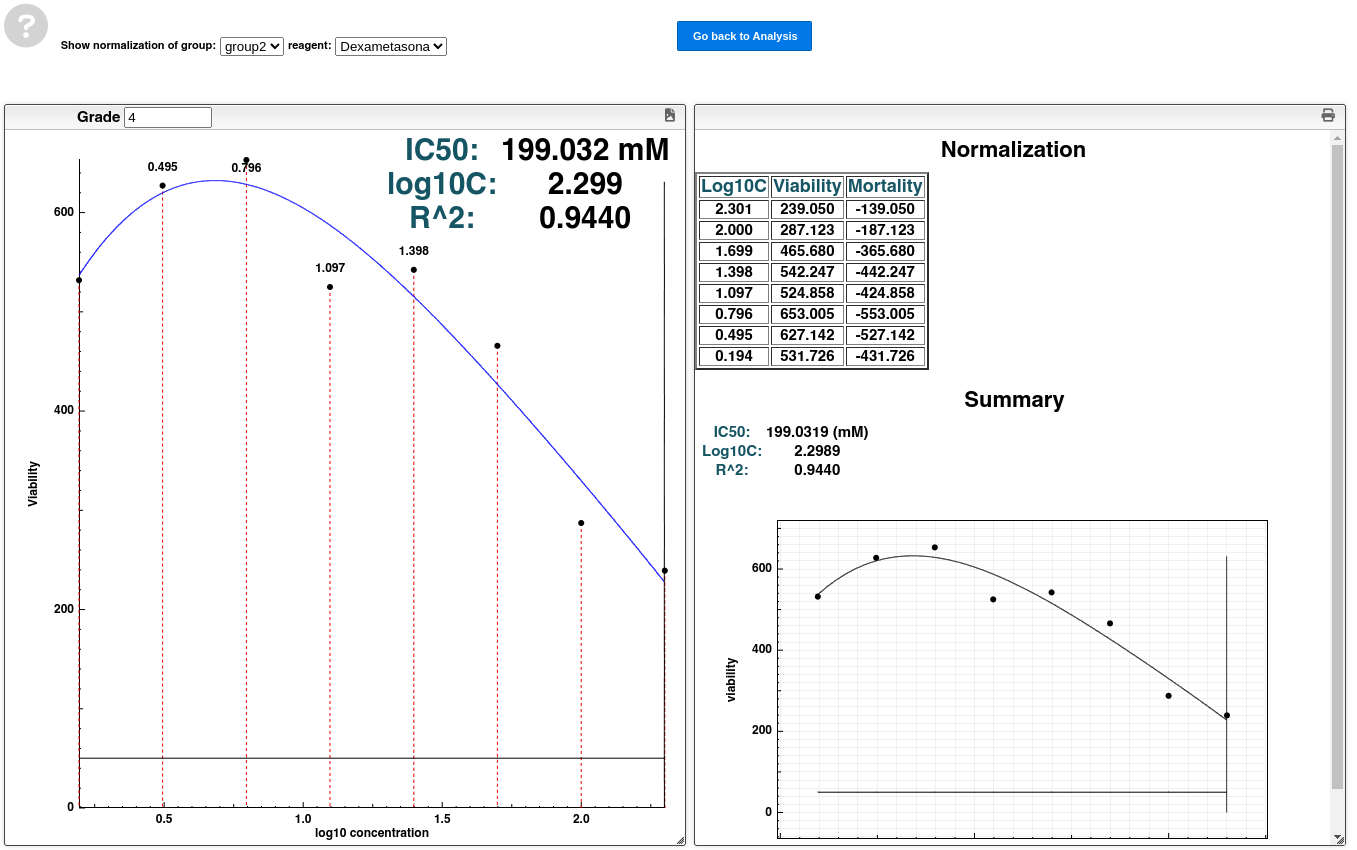 ?
Show normalization of group: group2 reagent: Dexametasona
Go back to Analysis
Grade 4
IC50: 199.032 mM
log10C: 2.299
R^2: 0.9440
0.495
0.796
1.097
1.398
600
400
200
0
Viability
0.5 1.0 1.5 2.0
log10 concentration
Normalization
Log10C Viability Mortality
2.301 239.050 -139.050
2.000 287.123 -187.123
1.699 465.680 -365.680
1.398 542.247 -442.247
1.097 524.858 -424.858
0.796 653.005 -553.005
0.495 627.142 -527.142
0.194 531.726 -431.726
Summary
IC50: 199.0319 (mM)
Log10C: 2.2989
R^2: 0.9440
600
400
200
0
viability